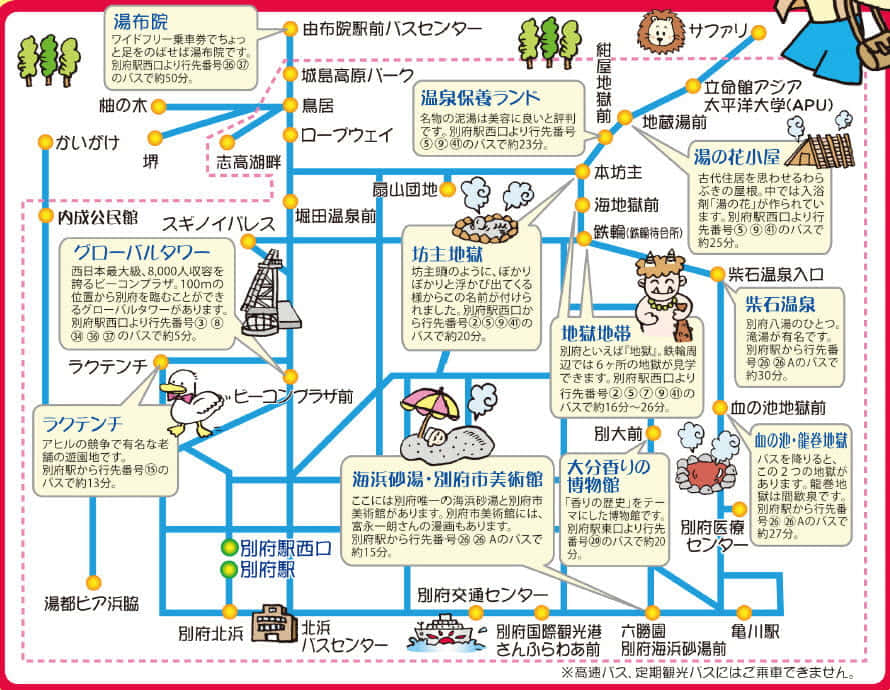 湯布院
ワイドフリー乗車券でちょっ
と足をのばせば湯布院です。
別府駅西口より行先番号㊱㊲
のバスで約50分。
由布院駅前バスセンター
城島高原パーク
鳥居
ロープウェイ
柚の木
堺
志高湖畔
かいがけ
内成公民館
堀田温泉前
扇山団地
スギノイパレス
サファリ
立命館アジア
太平洋大学(APU)
紺屋地獄前
地蔵湯前
本坊主
海地獄前
鉄輪(鉄輪待合所)
柴石温泉入口
温泉保養ランド
名物の泥湯は美容に良いと評判
です。別府駅西口より行先番号
⑤⑨㊶のバスで約23分。
湯の花小屋
古代住居を思わせるわら
ぶきの屋根。中では入浴
剤「湯の花」が作られてい
ます。別府駅西口より行
先番号⑤⑨㊶のバスで
約25分。
グローバルタワー
西日本最大級、8,000人収容を
誇るビーコンプラザ。100mの
位置から別府を臨むことができ
るグローバルタワーがあります。
別府駅西口より行先番号③⑧
㉞㊱㊲のバスで約5分。
坊主地獄
坊主頭のように、ぽかり
ぽかりと浮かび出てくる
様からこの名前が付けら
れました。別府駅西口か
ら行先番号②⑤⑨㊶の
バスで約20分。
地獄地帯
別府といえば『地獄』。鉄輪周
辺では6ヶ所の地獄が見学
できます。別府駅西口より
行先番号②⑤⑦⑨㊶の
バスで約16分〜26分。
柴石温泉
別府八湯のひとつ。
滝湯が有名です。
別府駅から行先番
号㉖㉖Aのバスで
約30分。
ラクテンチ
ビーコンプラザ前
ラクテンチ
アヒルの競争で有名な老
舗の遊園地です。
別府駅から行先番号⑮の
バスで約13分。
血の池地獄前
別大前
海浜砂湯・別府市美術館
ここには別府唯一の海浜砂湯と別府市
美術館があります。別府市美術館には、
富永一朗さんの漫画もあります。
別府駅から行先番号㉖㉖Aのバスで
約15分。
大分香りの
博物館
「香りの歴史」をテー
マにした博物館です。
別府駅東口より行先
番号⑳のバスで約20
分。
血の池・龍巻地獄
バスを降りると、
この2つの地獄が
あります。龍巻地
獄は間歇泉です。
別府駅から行先番
号㉖㉖Aのバスで
約27分。
別府医療
センター
別府駅西口
別府駅
湯都ピア浜脇
別府北浜
北浜
バスセンター
別府交通センター
別府国際観光港
さんふらわあ前
六勝園
別府海浜砂湯前
亀川駅
※高速バス、定期観光バスにはご乗車できません。